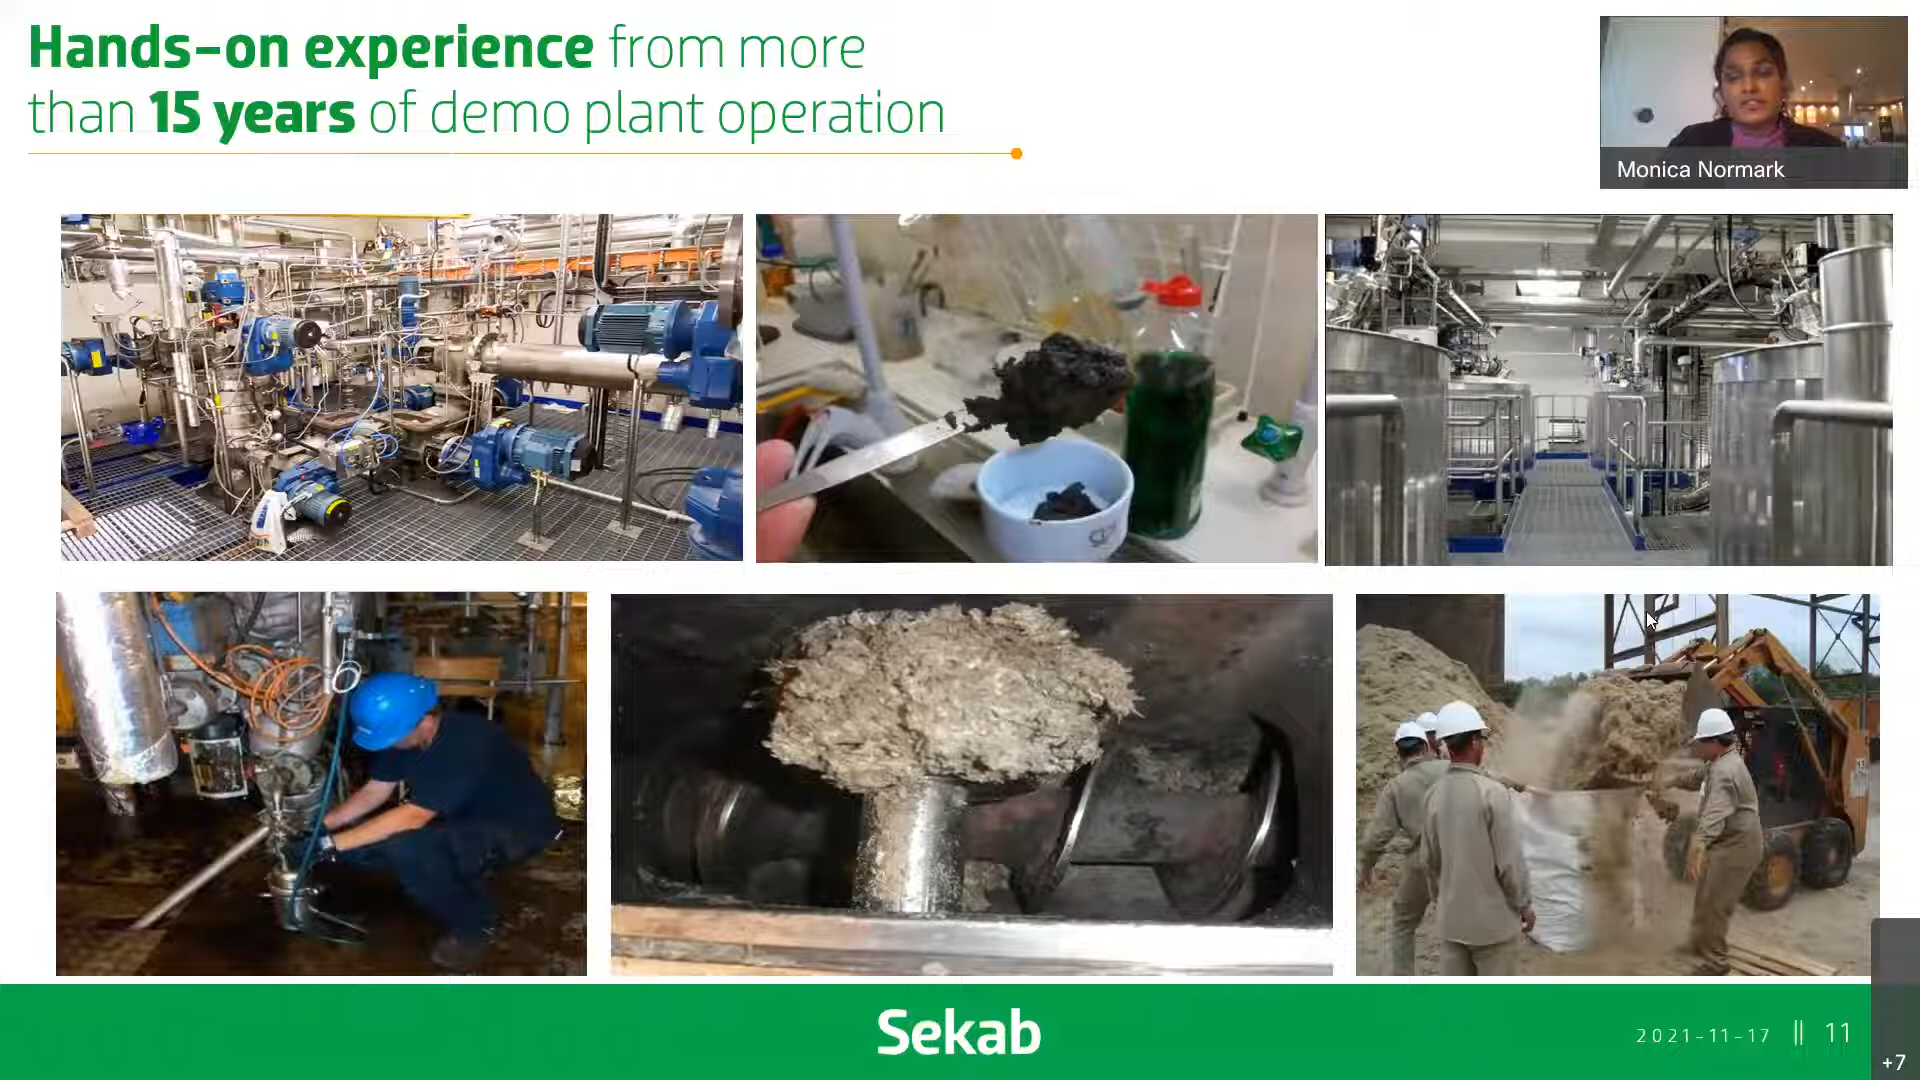 Hands-on experience from more
than 15 years of demo plant operation
Monica Normark
Sekab
2021-11-17 || 11
+7